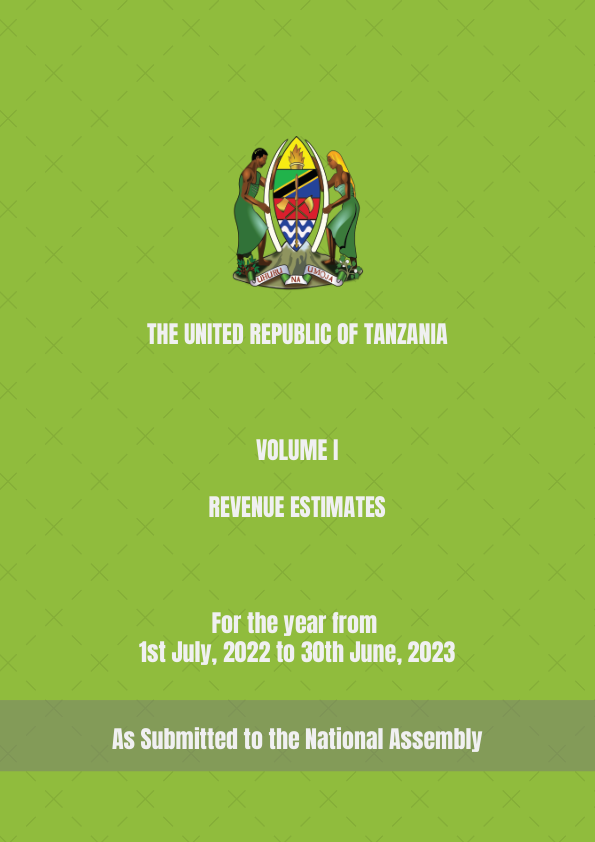 UHURU NA UMOJA
THE UNITED REPUBLIC OF TANZANIA
VOLUME I
REVENUE ESTIMATES
For the year from
1st July, 2022 to 30th June, 2023
As Submitted to the National Assembly